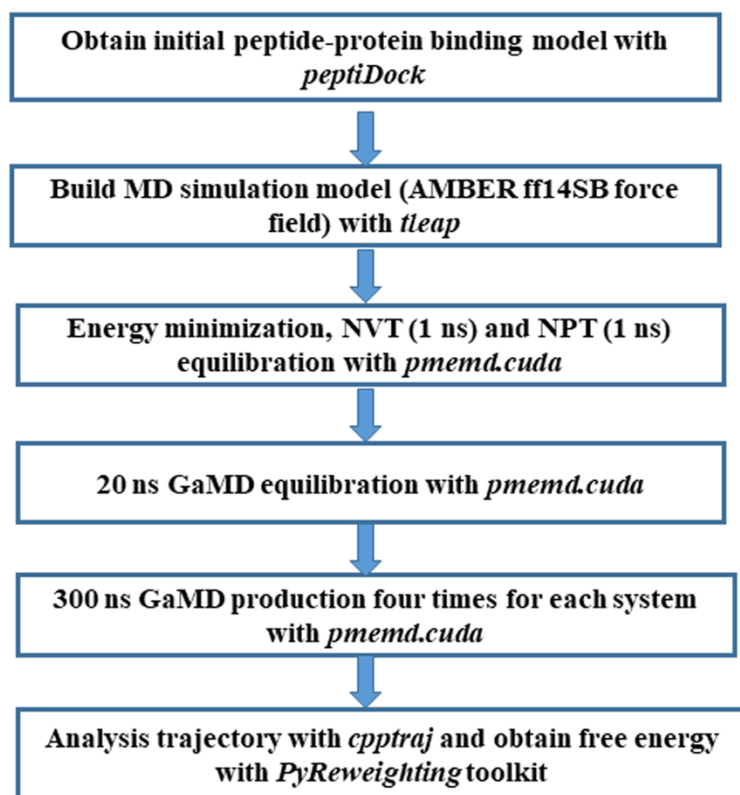 Obtain initial peptide-protein binding model with
peptiDock
Build MD simulation model (AMBER ff14SB force
field) with tleap
Energy minimization, NVT (1 ns) and NPT (1 ns)
equilibration with pmemd.cuda
20 ns GaMD equilibration with pmemd.cuda
300 ns GaMD production four times for each system
with pmemd.cuda
Analysis trajectory with cpptraj and obtain free energy
with PyReweighting toolkit